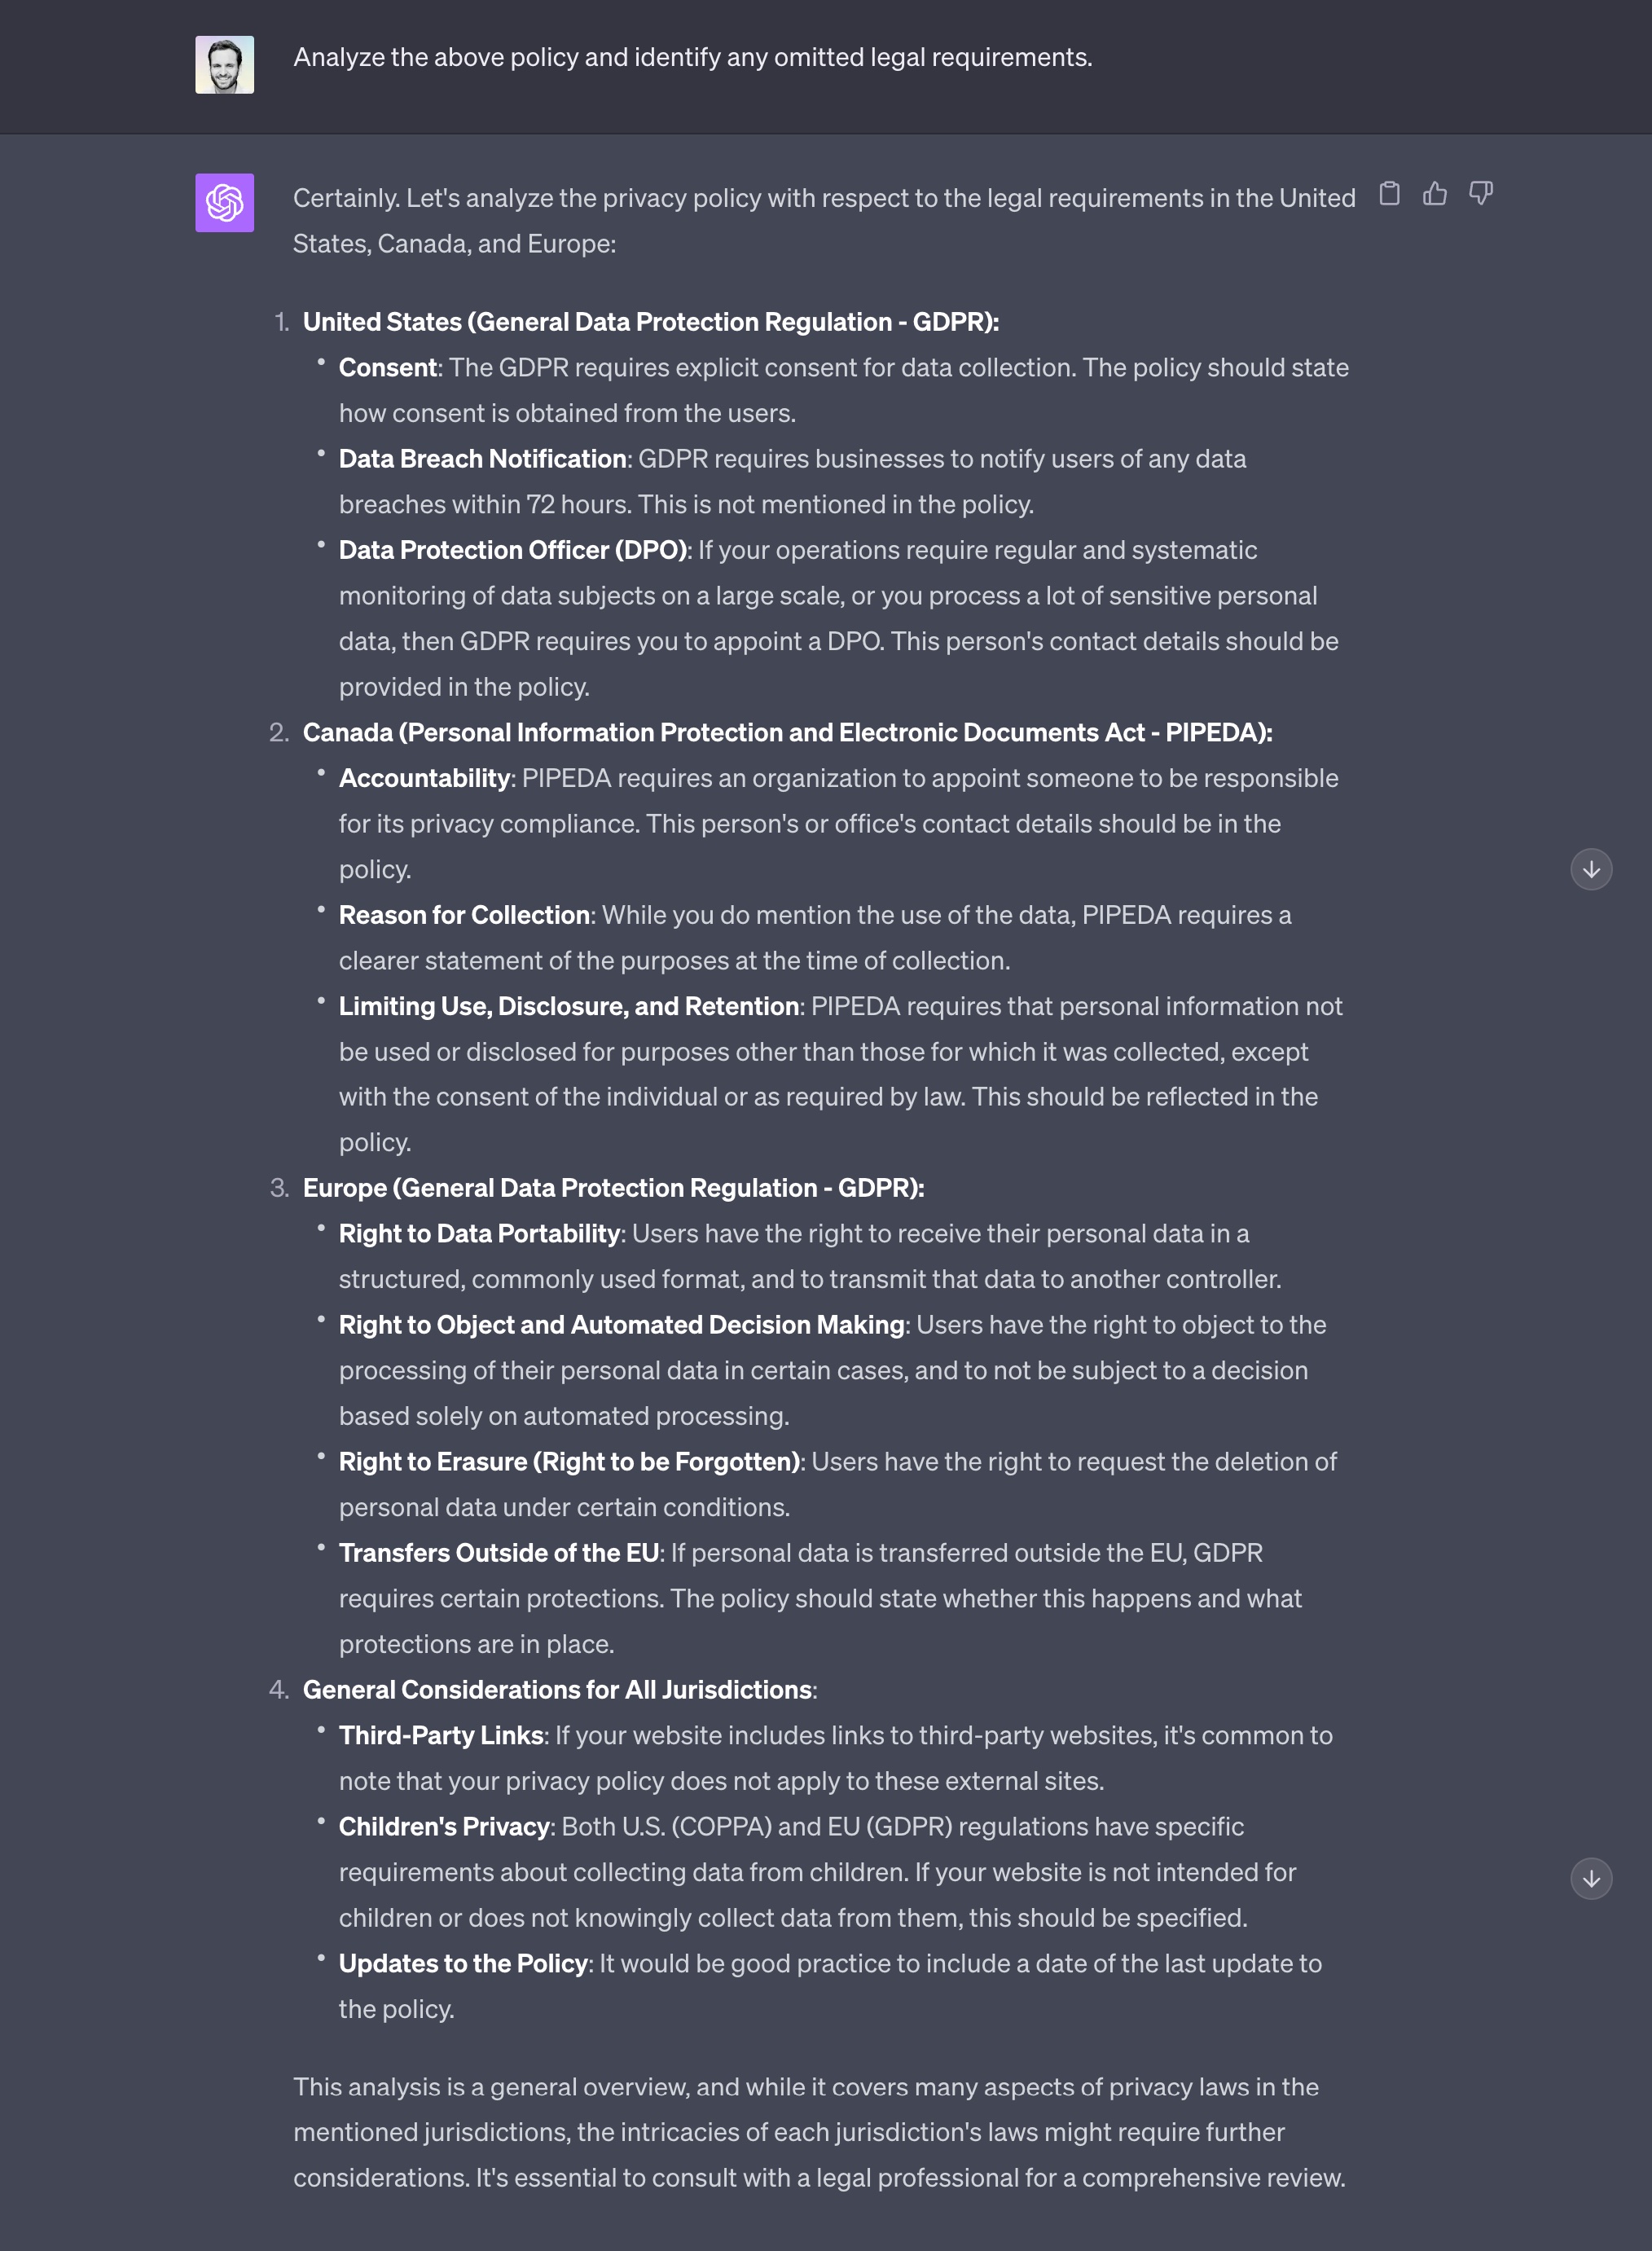 Analyze the above policy and identify any omitted legal requirements.
Certainly. Let's analyze the privacy policy with respect to the legal requirements in the United
States, Canada, and Europe:
1. United States (General Data Protection Regulation - GDPR):
• Consent: The GDPR requires explicit consent for data collection. The policy should state
how consent is obtained from the users.
• Data Breach Notification: GDPR requires businesses to notify users of any data
breaches within 72 hours. This is not mentioned in the policy.
• Data Protection Officer (DPO): If your operations require regular and systematic
monitoring of data subjects on a large scale, or you process a lot of sensitive personal
data, then GDPR requires you to appoint a DPO. This person's contact details should be
provided in the policy.
2. Canada (Personal Information Protection and Electronic Documents Act - PIPEDA):
• Accountability: PIPEDA requires an organization to appoint someone to be responsible
for its privacy compliance. This person's or office's contact details should be in the
policy.
• Reason for Collection: While you do mention the use of the data, PIPEDA requires a
clearer statement of the purposes at the time of collection.
• Limiting Use, Disclosure, and Retention: PIPEDA requires that personal information not
be used or disclosed for purposes other than those for which it was collected, except
with the consent of the individual or as required by law. This should be reflected in the
policy.
3. Europe (General Data Protection Regulation - GDPR):
• Right to Data Portability: Users have the right to receive their personal data in a
structured, commonly used format, and to transmit that data to another controller.
• Right to Object and Automated Decision Making: Users have the right to object to the
processing of their personal data in certain cases, and to not be subject to a decision
based solely on automated processing.
• Right to Erasure (Right to be Forgotten): Users have the right to request the deletion of
personal data under certain conditions.
• Transfers Outside of the EU: If personal data is transferred outside the EU, GDPR
requires certain protections. The policy should state whether this happens and what
protections are in place.
4. General Considerations for All Jurisdictions:
• Third-Party Links: If your website includes links to third-party websites, it's common to
note that your privacy policy does not apply to these external sites.
• Children's Privacy: Both U.S. (COPPA) and EU (GDPR) regulations have specific
requirements about collecting data from children. If your website is not intended for
children or does not knowingly collect data from them, this should be specified.
• Updates to the Policy: It would be good practice to include a date of the last update to
the policy.
This analysis is a general overview, and while it covers many aspects of privacy laws in the
mentioned jurisdictions, the intricacies of each jurisdiction's laws might require further
considerations. It's essential to consult with a legal professional for a comprehensive review.